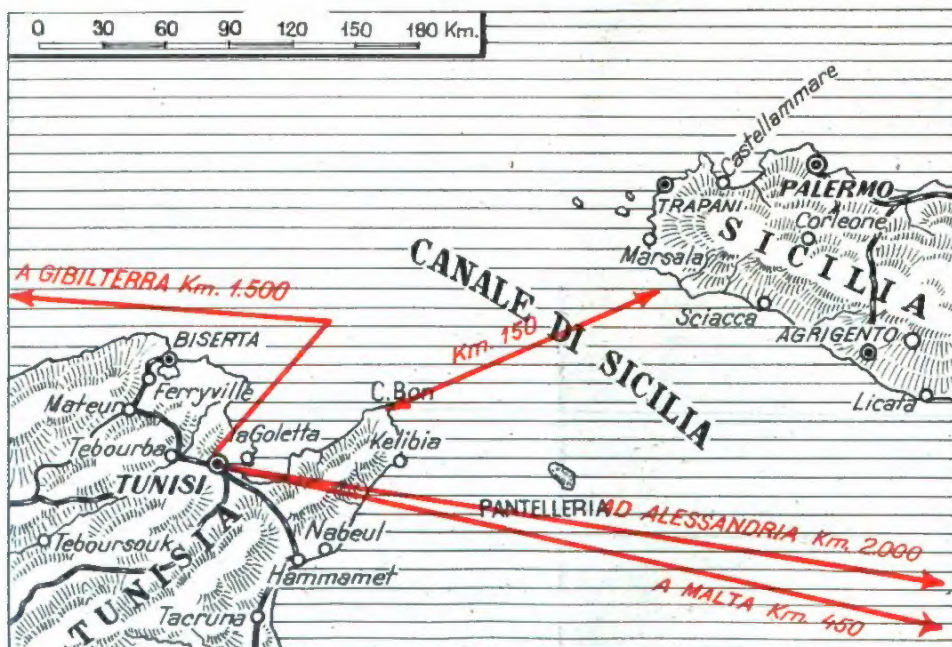 0 30 60 90 120 150 180 Km.
Castellammare
PALERMO
TRAPANI
Corleone
SICILIA
Marsala
CANALE DI SICILIA
A GIBILTERRA Km. 1.500
Sciacca
AGRIGENTO
BISERTA
Km. 150
Ferryville
C. Bon
Licata
Mateur
La Goletta
Kelibia
Tebourba
TUNISI
PANTELLERIA
AD ALESSANDRIA Km. 2.000
Nabeul
Teboursouk
Hammamet
A MALTA Km. 450
TUNISIA
Tacruna